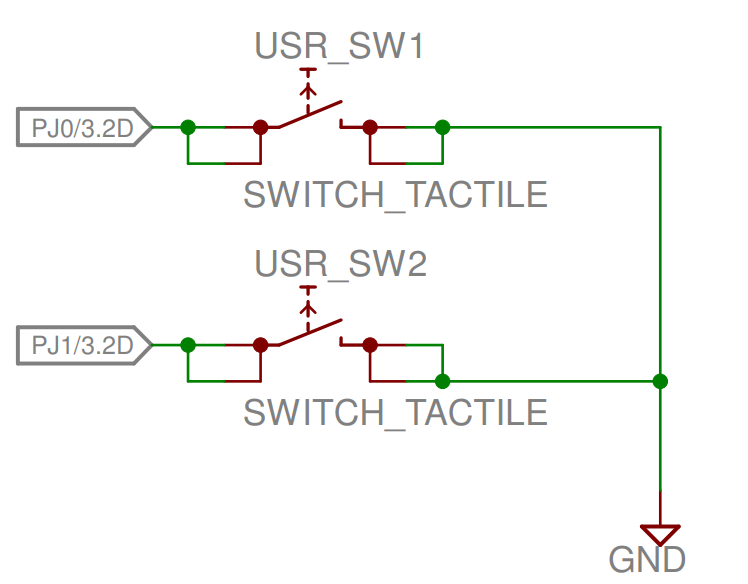 USR_SW1
PJ0/3.2D
SWITCH_TACTILE
USR_SW2
PJ1/3.2D
SWITCH_TACTILE
GND